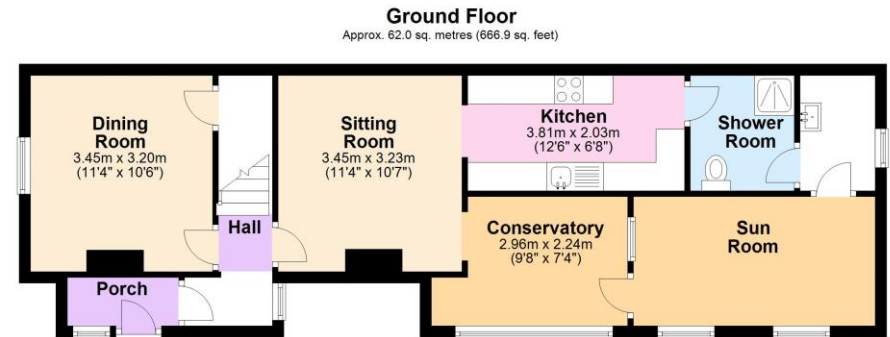 Ground Floor
Approx. 62.0 sq. metres (666.9 sq. feet)
Dining
Room
3.45m x 3.20m
(11'4" x 10'6")
Sitting
Room
3.45m x 3.23m
(11'4" x 10'7")
Kitchen
3.81m x 2.03m
(12'6" x 6'8")
Shower
Room
Hall
Conservatory
2.96m x 2.24m
(9'8" x 7'4")
Sun
Room
Porch